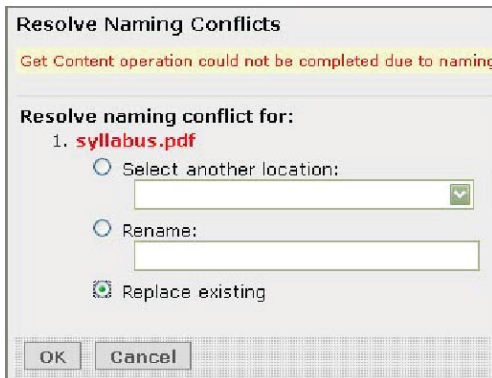 Resolve Naming Conflicts
Get Content operation could not be completed due to naming
Resolve naming conflict for:
1. syllabus.pdf
Select another location:
Rename:
Replace existing
OK Cancel